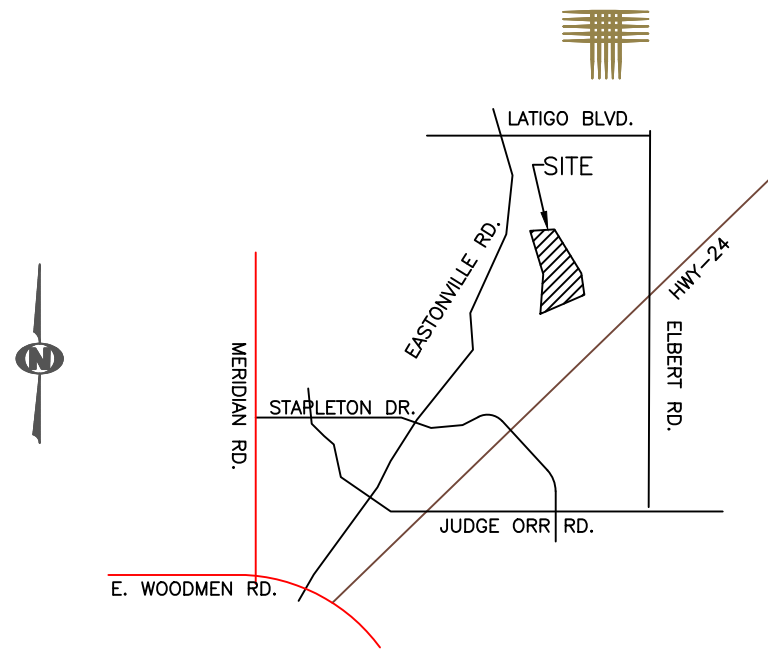 LATIGO BLVD.
SITE
EASTONVILLE RD.
HWY-24
N
MERIDIAN RD.
ELBERT RD.
STAPLETON DR.
JUDGE ORR RD.
E. WOODMEN RD.